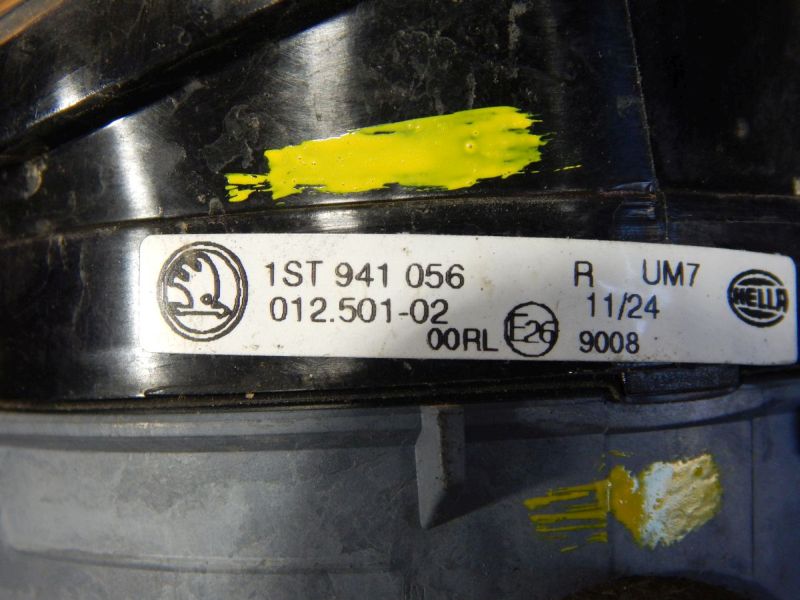 1ST 941 056 R UM7 HELLA
012.501-02 11/24
00RL E26 9008